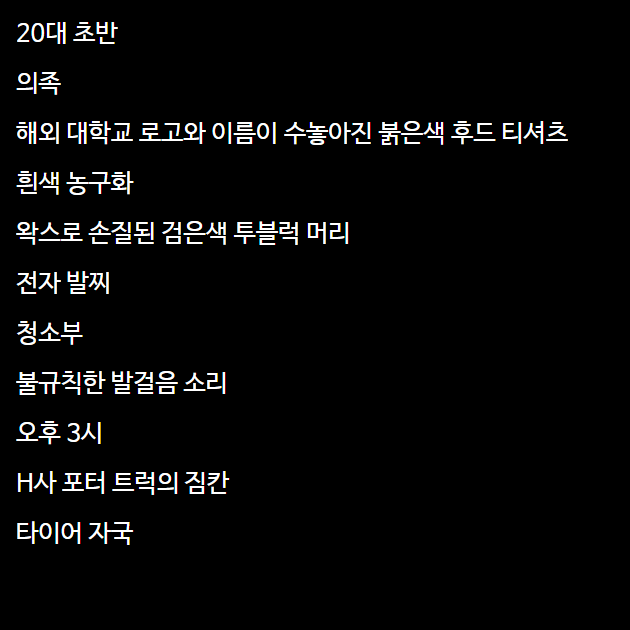 20대 초반
의족
해외 대학교 로고와 이름이 수놓아진 붉은색 후드 티셔츠
흰색 농구화
왁스로 손질된 검은색 투블럭 머리
전자 발찌
청소부
불규칙한 발걸음 소리
오후 3시
H사 포터 트럭의 짐칸
타이어 자국